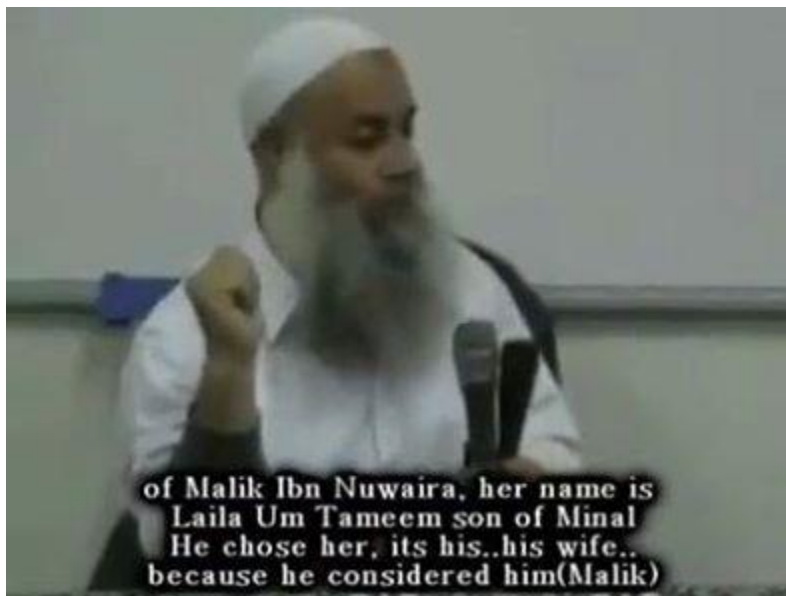 of Malik Ibn Nuwaira, her name is
Laila Um Tameem son of Minal
He chose her, its his..his wife..
because he considered him(Malik)